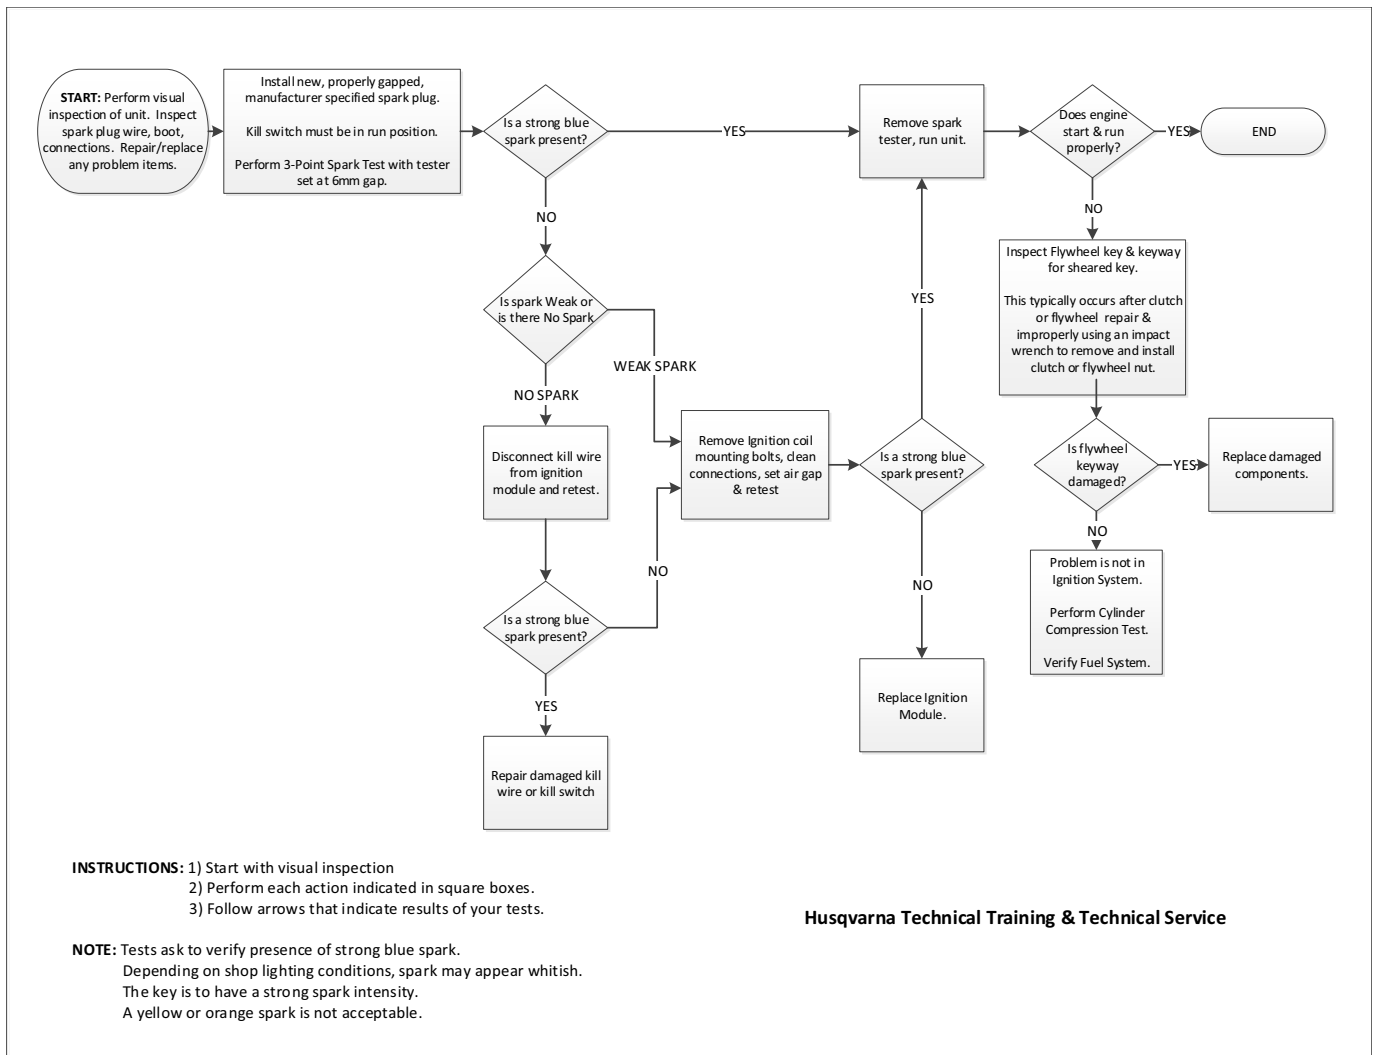 START: Perform visual
inspection of unit. Inspect
spark plug wire, boot,
connections. Repair/replace
any problem items.
Install new, properly gapped,
manufacturer specified spark plug.
Kill switch must be in run position.
Perform 3-Point Spark Test with tester
set at 6mm gap.
Is a strong blue
spark present?
YES
Remove spark
tester, run unit.
Does engine
start & run
properly?
YES
END
NO
NO
Inspect Flywheel key & keyway
for sheared key.
This typically occurs after clutch
or flywheel repair &
improperly using an impact
wrench to remove and install
clutch or flywheel nut.
Is spark Weak or
is there No Spark
YES
WEAK SPARK
NO SPARK
Disconnect kill wire
from ignition
module and retest.
Remove Ignition coil
mounting bolts, clean
connections, set air gap
& retest
Is a strong blue
spark present?
Is flywheel
keyway
damaged?
YES
Replace damaged
components.
NO
Problem is not in
Ignition System.
Perform Cylinder
Compression Test.
Verify Fuel System.
NO
NO
Is a strong blue
spark present?
YES
Replace Ignition
Module.
Repair damaged kill
wire or kill switch
INSTRUCTIONS: 1) Start with visual inspection
2) Perform each action indicated in square boxes.
3) Follow arrows that indicate results of your tests.
Husqvarna Technical Training & Technical Service
NOTE: Tests ask to verify presence of strong blue spark.
Depending on shop lighting conditions, spark may appear whitish.
The key is to have a strong spark intensity.
A yellow or orange spark is not acceptable.